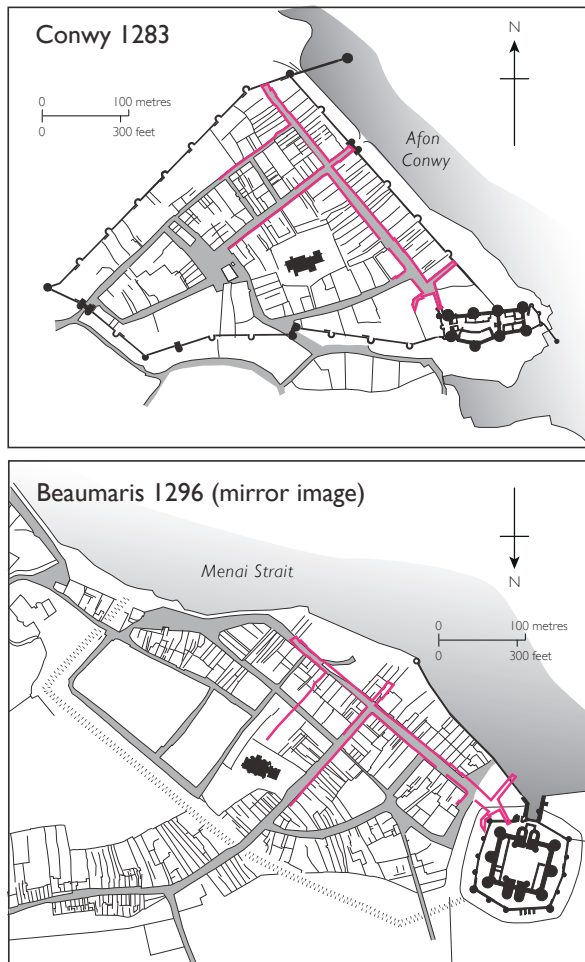 Conwy 1283
N
0 100 metres
0 300 feet
Afon
Conwy
Beaumaris 1296 (mirror image)
Menai Strait
N
0 100 metres
0 300 feet